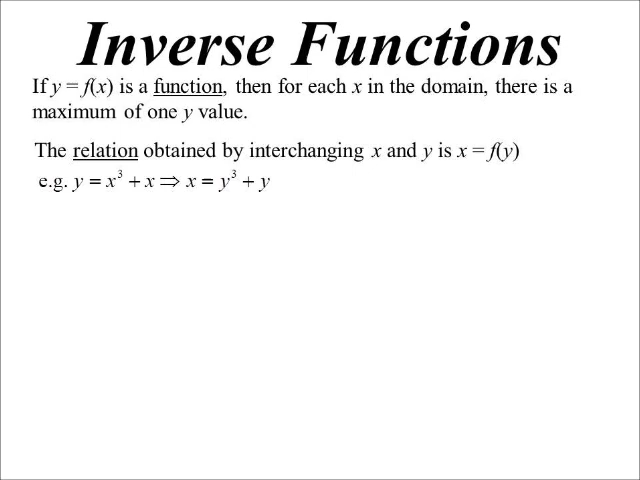 Inverse Functions
If y = f(x) is a function, then for each x in the domain, there is a
maximum of one y value.
The relation obtained by interchanging x and y is x = f(y)
e.g. y = x³ + x ⇒ x = y³ + y